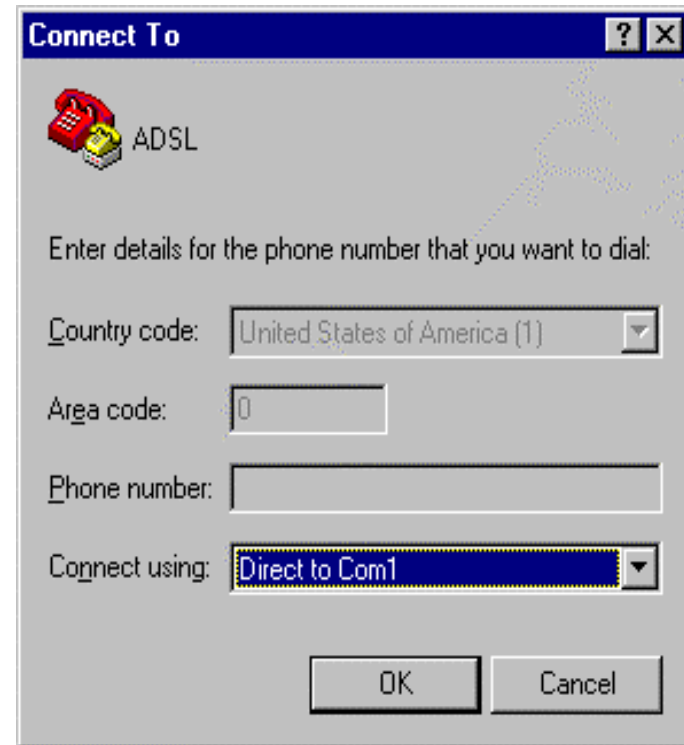 Connect To
ADSL
Enter details for the phone number that you want to dial:
Country code: United States of America (1)
Area code: 0
Phone number:
Connect using: Direct to Com1
OK Cancel